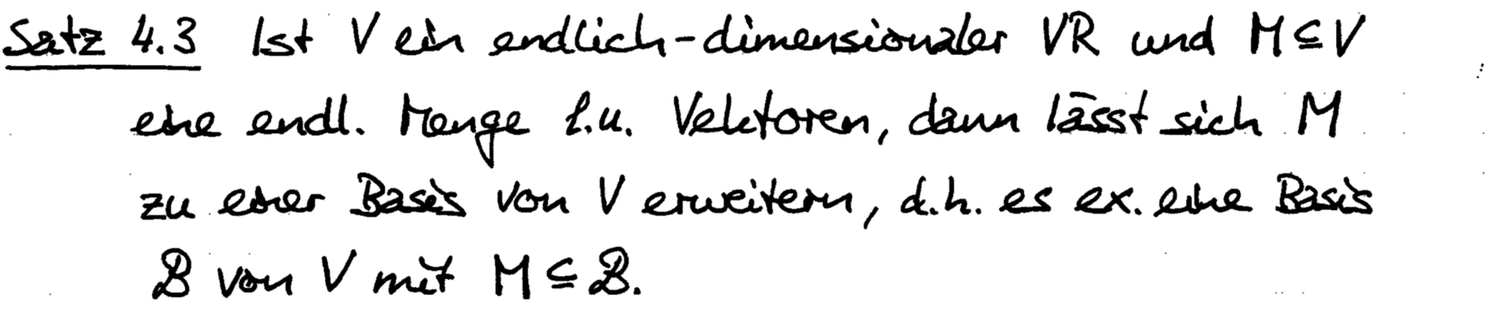 Satz 4.3 Ist V ein endlich-dimensionaler VR und M ⊆ V
eine endl. Menge l.u. Vektoren, dann lässt sich M
zu einer Basis von V erweitern, d.h. es ex. eine Basis
ℬ von V mit M ⊆ ℬ.